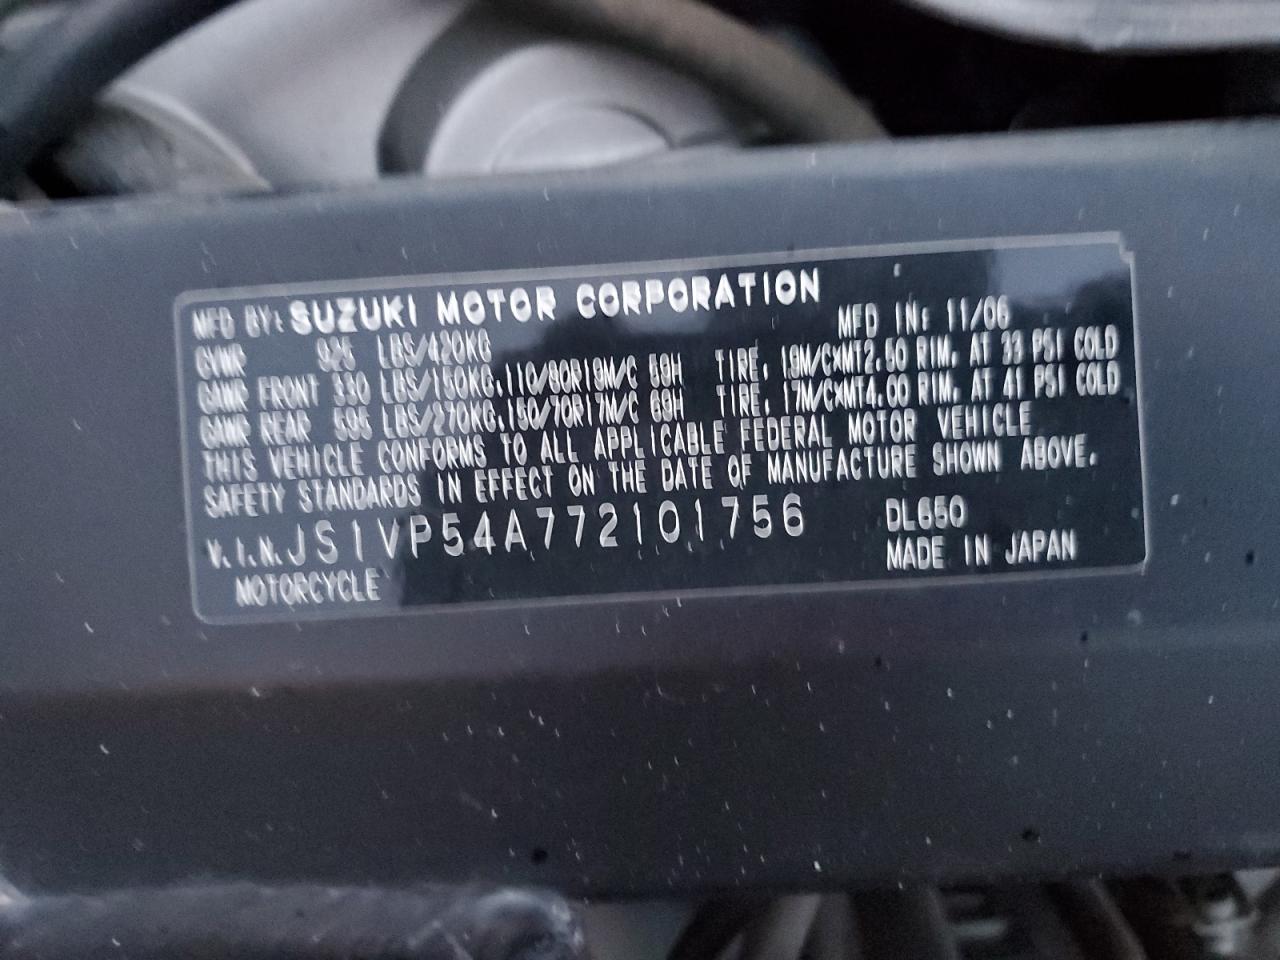 MFD BY: SUZUKI MOTOR CORPORATION
MFD IN: 11/06
GVWR 925 LBS/420KG
GAWR FRONT 330 LBS/150KG.110/80R19M/C 59H TIRE. 19M/CXMT2.50 RIM. AT 33 PSI COLD
GAWR REAR 595 LBS/270KG.150/70R17M/C 69H TIRE. 17M/CXMT4.00 RIM. AT 41 PSI COLD
THIS VEHICLE CONFORMS TO ALL APPLICABLE FEDERAL MOTOR VEHICLE
SAFETY STANDARDS IN EFFECT ON THE DATE OF MANUFACTURE SHOWN ABOVE.
V.I.N.JS1VP54A772101756 DL650
MOTORCYCLE MADE IN JAPAN